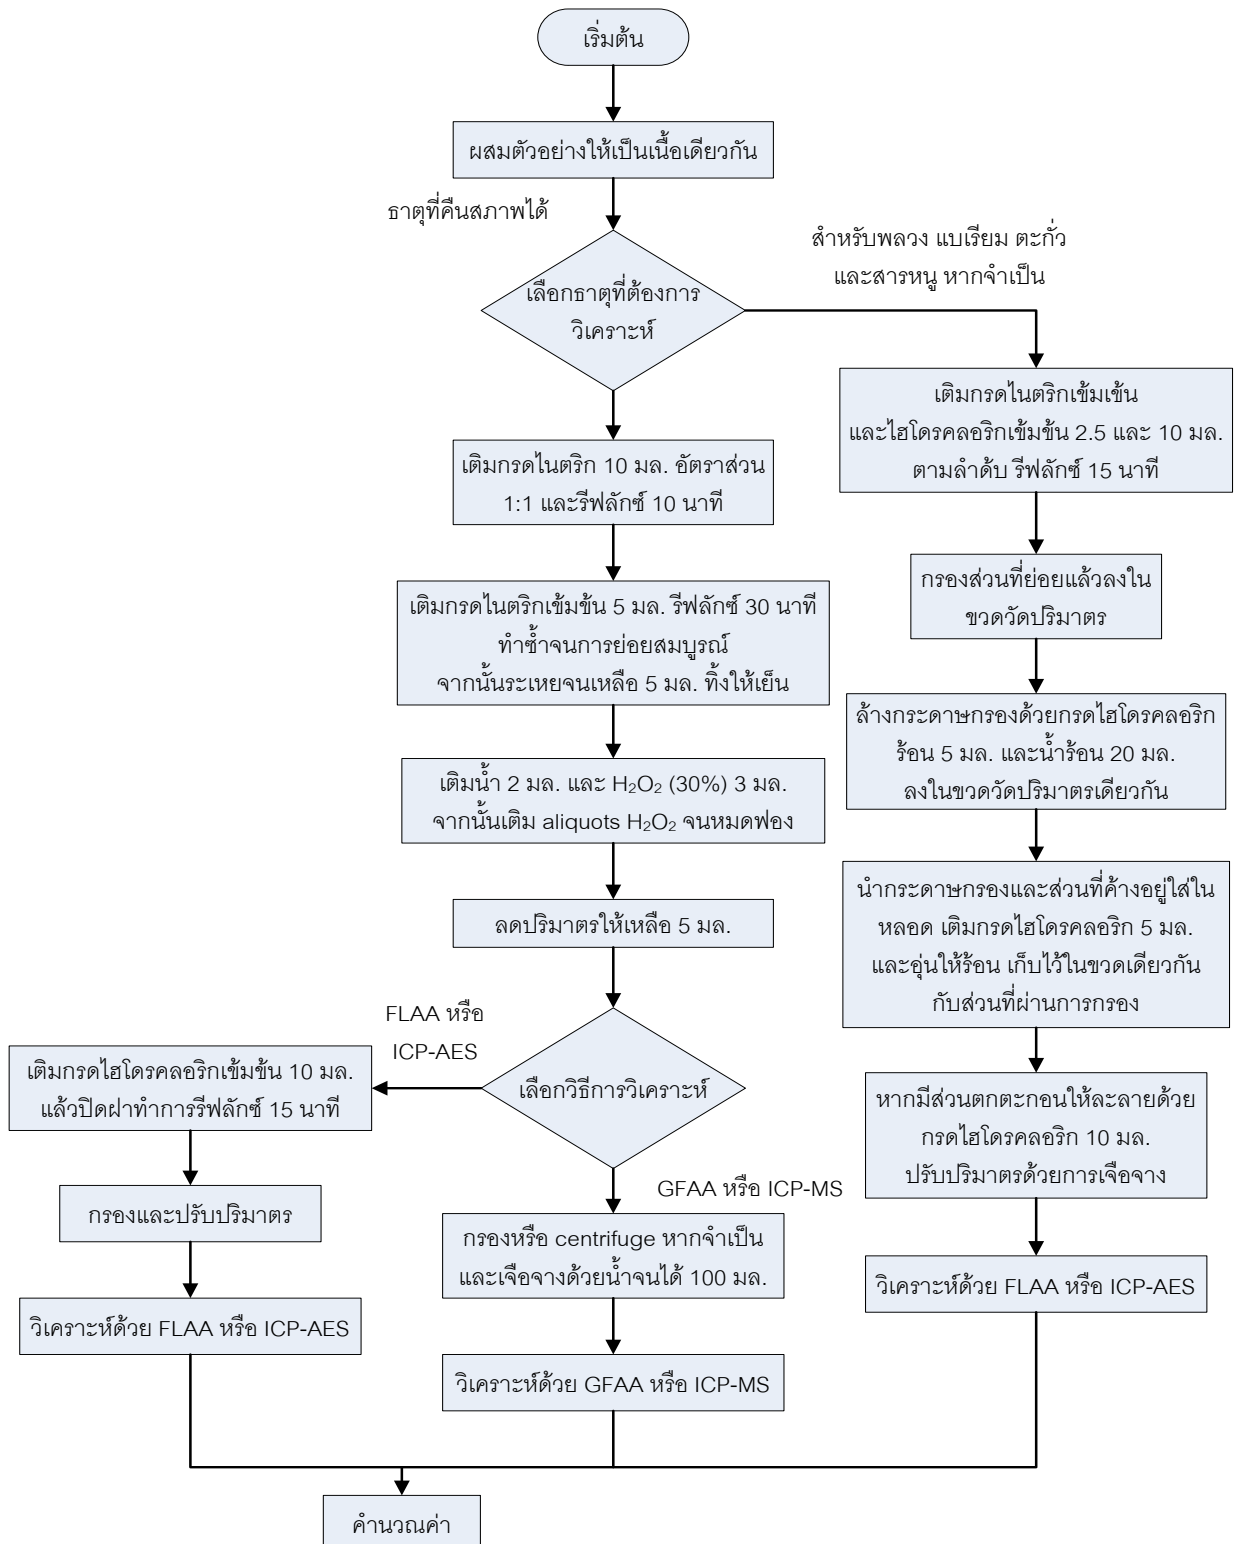 เริ่มต้น
ผสมตัวอย่างให้เป็นเนื้อเดียวกัน
ธาตุที่คืนสภาพได้
สำหรับพลวง แบเรียม ตะกั่ว
และสารหนู หากจำเป็น
เลือกธาตุที่ต้องการ
วิเคราะห์
เติมกรดไนตริกเข้มเข้น
และไฮโดรคลอริกเข้มข้น 2.5 และ 10 มล.
ตามลำด้บ รีฟลักซ์ 15 นาที
เติมกรดไนตริก 10 มล. อัตราส่วน
1:1 และรีฟลักซ์ 10 นาที
กรองส่วนที่ย่อยแล้วลงใน
ขวดวัดปริมาตร
เติมกรดไนตริกเข้มข้น 5 มล. รีฟลักซ์ 30 นาที
ทำซ้ำจนการย่อยสมบูรณ์
จากนั้นระเหยจนเหลือ 5 มล. ทิ้งให้เย็น
ล้างกระดาษกรองด้วยกรดไฮโดรคลอริก
ร้อน 5 มล. และน้ำร้อน 20 มล.
ลงในขวดวัดปริมาตรเดียวกัน
เติมน้ำ 2 มล. และ H₂O₂ (30%) 3 มล.
จากนั้นเติม aliquots H₂O₂ จนหมดฟอง
นำกระดาษกรองและส่วนที่ค้างอยู่ใส่ใน
หลอด เติมกรดไฮโดรคลอริก 5 มล.
และอุ่นให้ร้อน เก็บไว้ในขวดเดียวกัน
กับส่วนที่ผ่านการกรอง
ลดปริมาตรให้เหลือ 5 มล.
FLAA หรือ
ICP-AES
เลือกวิธีการวิเคราะห์
เติมกรดไฮโดรคลอริกเข้มข้น 10 มล.
แล้วปิดฝาทำการรีฟลักซ์ 15 นาที
หากมีส่วนตกตะกอนให้ละลายด้วย
กรดไฮโดรคลอริก 10 มล.
ปรับปริมาตรด้วยการเจือจาง
GFAA หรือ ICP-MS
กรองและปรับปริมาตร
กรองหรือ centrifuge หากจำเป็น
และเจือจางด้วยน้ำจนได้ 100 มล.
วิเคราะห์ด้วย FLAA หรือ ICP-AES
วิเคราะห์ด้วย FLAA หรือ ICP-AES
วิเคราะห์ด้วย GFAA หรือ ICP-MS
คำนวณค่า